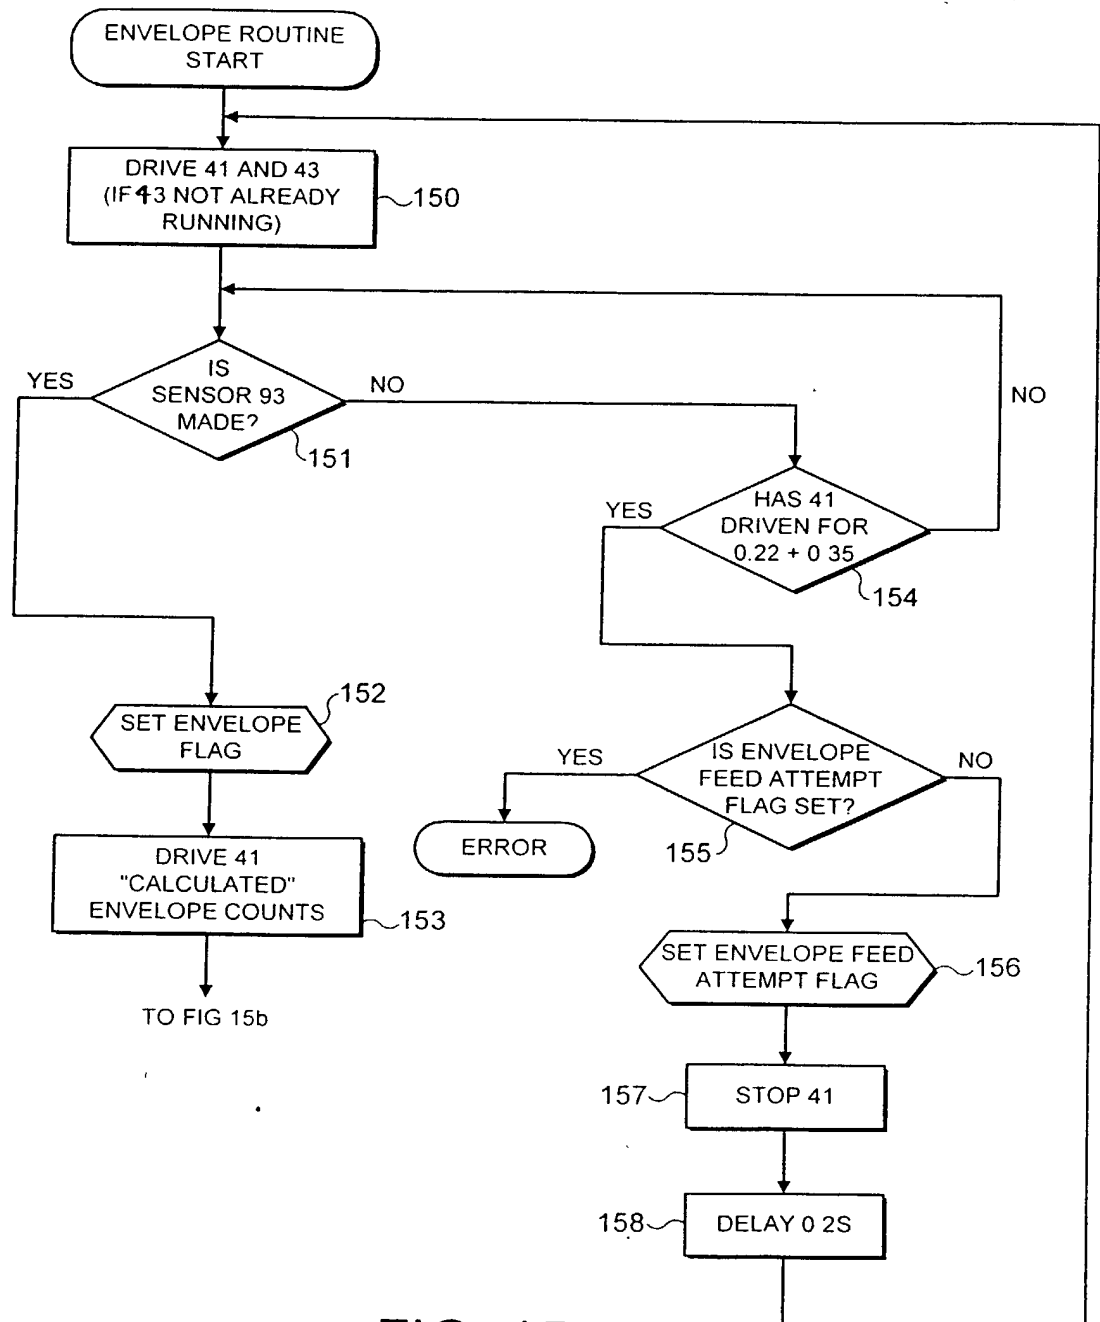 ENVELOPE ROUTINE
START
DRIVE 41 AND 43
(IF 43 NOT ALREADY
RUNNING)
150
IS
SENSOR 93
MADE?
YES
NO
151
HAS 41
DRIVEN FOR
0.22 + 0 35
YES
NO
154
152
SET ENVELOPE
FLAG
IS ENVELOPE
FEED ATTEMPT
FLAG SET?
YES
NO
155
ERROR
DRIVE 41
"CALCULATED"
ENVELOPE COUNTS
153
TO FIG 15b
SET ENVELOPE FEED
ATTEMPT FLAG
156
157
STOP 41
158
DELAY 0 2S